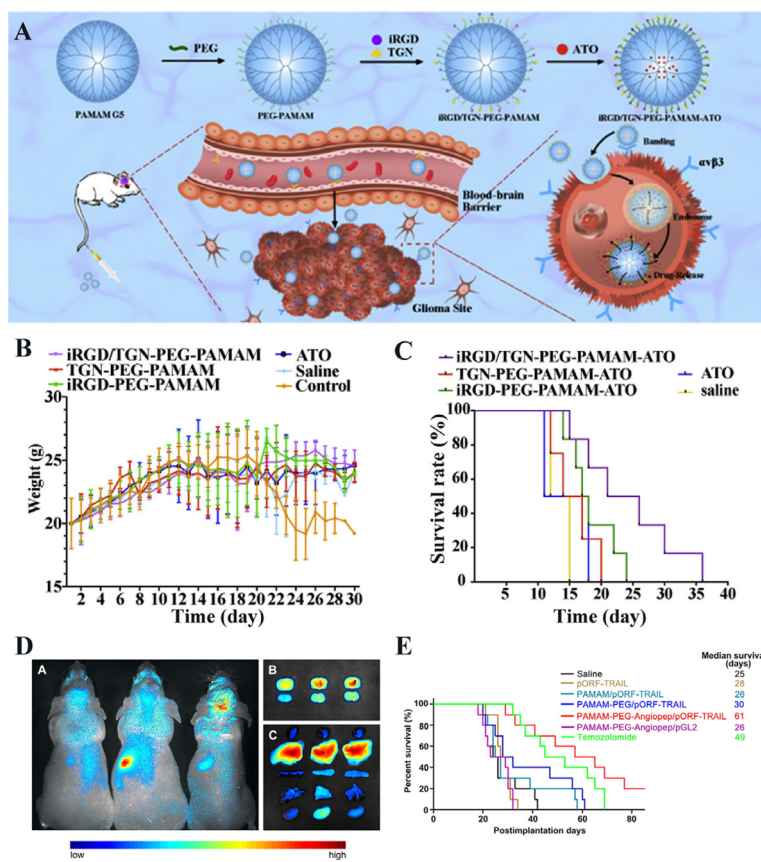 A
PEG
iRGD
TGN
ATO
PAMAM G5
PEG-PAMAM
iRGD/TGN-PEG-PAMAM
iRGD/TGN-PEG-PAMAM-ATO
Banding
αvβ3
Blood-brain
Barrier
Endosome
Drug-Release
Glioma Site
B
iRGD/TGN-PEG-PAMAM
TGN-PEG-PAMAM
iRGD-PEG-PAMAM
ATO
Saline
Control
Weight (g)
30
25
20
15
2 4 6 8 10 12 14 16 18 20 22 24 26 28 30
Time (day)
C
iRGD/TGN-PEG-PAMAM-ATO
TGN-PEG-PAMAM-ATO
iRGD-PEG-PAMAM-ATO
ATO
saline
Survival rate (%)
100
80
60
40
20
0
5 10 15 20 25 30 35 40
Time (day)
D
A
B
C
low
high
E
Median surviva
(days)
Saline 25
pORF-TRAIL 28
PAMAM/pORF-TRAIL 26
PAMAM-PEG/pORF-TRAIL 30
PAMAM-PEG-Angiopep/pORF-TRAIL 61
PAMAM-PEG-Angiopep/pGL2 26
Temozolomide 49
Percent survival (%)
100
80
60
40
20
0
0 20 40 60 80
Postimplantation days